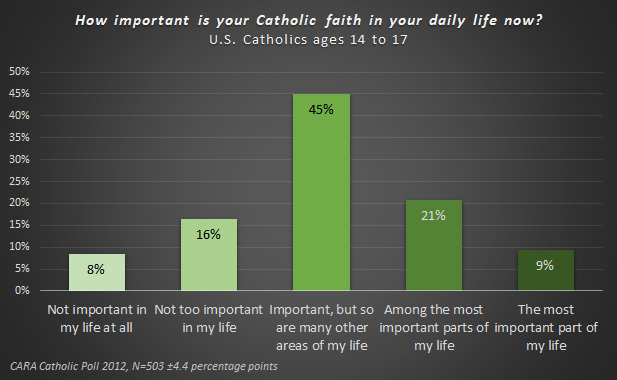 How important is your Catholic faith in your daily life now?
U.S. Catholics ages 14 to 17
50%
45%
40%
35%
30%
25%
20%
15%
10%
5%
0%
8%
16%
45%
21%
9%
Not important in
my life at all
Not too important
in my life
Important, but so
are many other
areas of my life
Among the most
important parts of
my life
The most
important part of
my life
CARA Catholic Poll 2012, N=503 ±4.4 percentage points